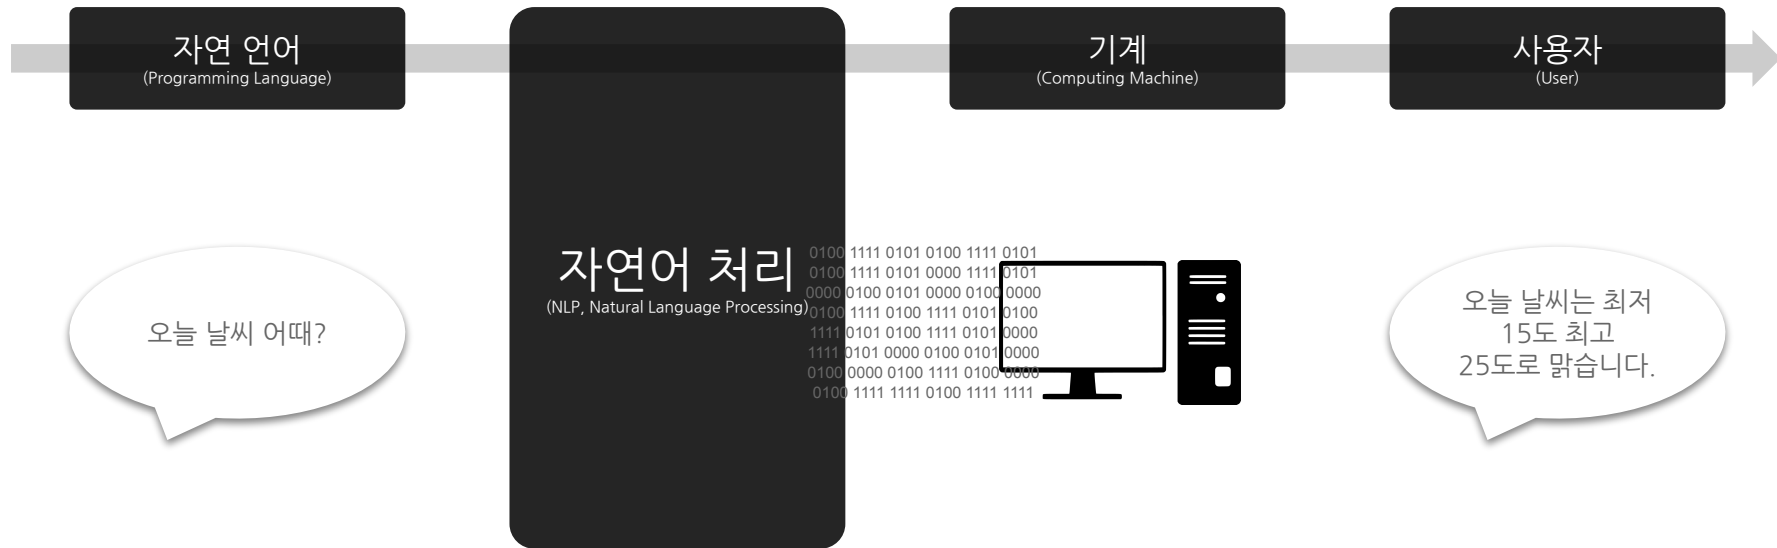 자연 언어
(Programming Language)
자연어 처리
(NLP, Natural Language Processing)
기계
(Computing Machine)
사용자
(User)
오늘 날씨 어때?
0100 1111 0101 0100 1111 0101
0100 1111 0101 0000 1111 0101
0000 0100 0101 0000 0100 0000
0100 1111 0100 1111 0101 0100
1111 0101 0100 1111 0101 0000
1111 0101 0000 0100 0101 0000
0100 0000 0100 1111 0100 0000
0100 1111 1111 0100 1111 1111
오늘 날씨는 최저
15도 최고
25도로 맑습니다.